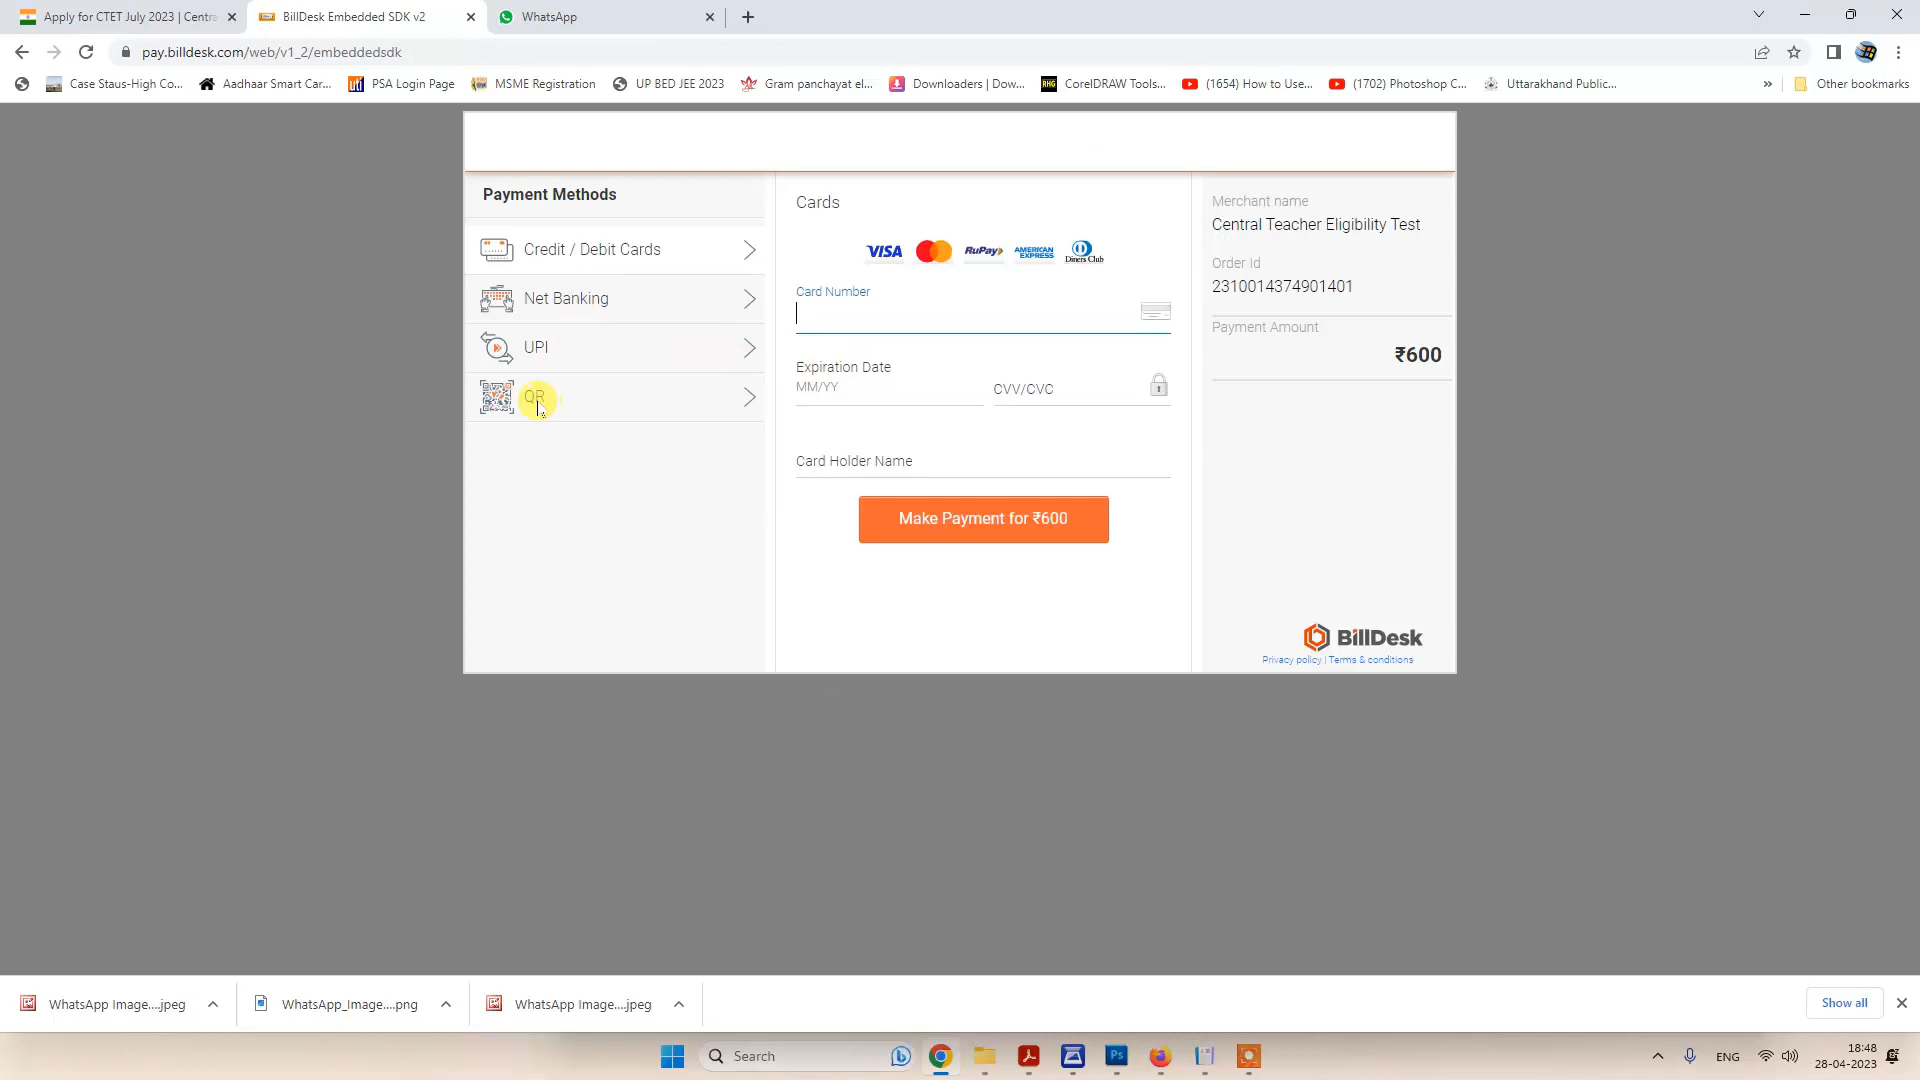 Apply for CTET July 2023 | Centra
BillDesk Embedded SDK v2
WhatsApp
pay.billdesk.com/web/v1_2/embeddedsdk
Case Staus-High Co...
Aadhaar Smart Car...
PSA Login Page
MSME Registration
UP BED JEE 2023
Gram panchayat el...
Downloaders | Dow...
CorelDRAW Tools...
(1654) How to Use...
(1702) Photoshop C...
Uttarakhand Public...
Other bookmarks
Payment Methods
Credit / Debit Cards
Net Banking
UPI
QR
Cards
VISA
RuPay
AMERICAN EXPRESS
Diners Club
Card Number
Expiration Date
MM/YY
CVV/CVC
Card Holder Name
Make Payment for ₹600
Merchant name
Central Teacher Eligibility Test
Order Id
2310014374901401
Payment Amount
₹600
BillDesk
Privacy policy | Terms & conditions
WhatsApp Image....jpeg
WhatsApp_Image....png
WhatsApp Image....jpeg
Show all
Search
Ps
ENG
18:48
28-04-2023